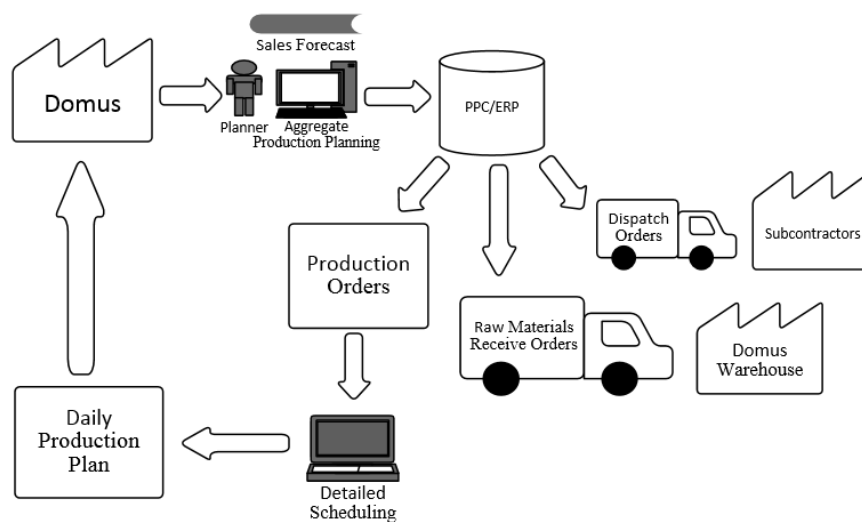 Sales Forecast
Domus
Planner
Aggregate
Production Planning
PPC/ERP
Dispatch
Orders
Subcontractors
Production
Orders
Raw Materials
Receive Orders
Domus
Warehouse
Daily
Production
Plan
Detailed
Scheduling